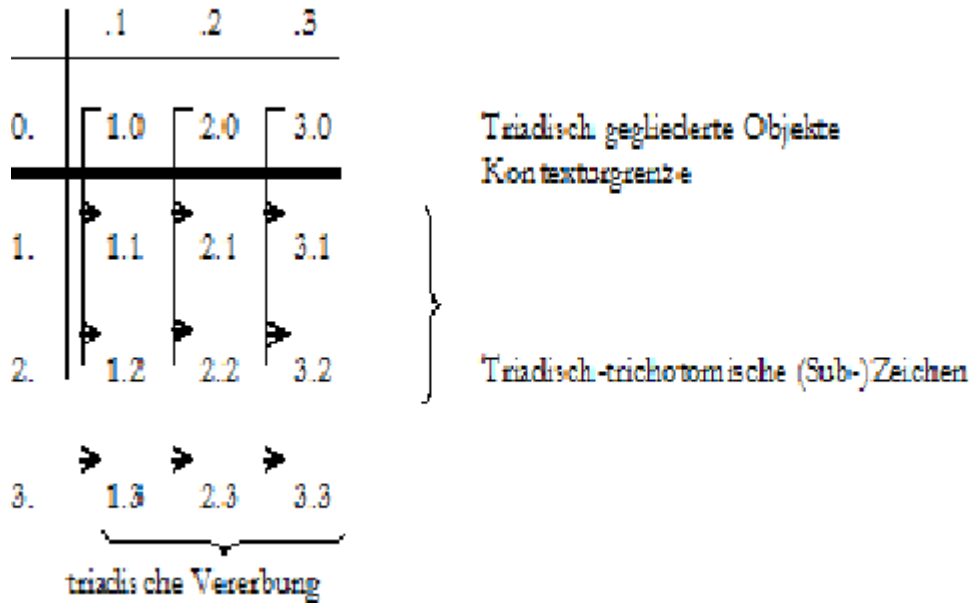 .1 .2 .3
0. 1.0 2.0 3.0 Triadisch gegliederte Objekte
Kontexturgrenze
1. 1.1 2.1 3.1
2. 1.2 2.2 3.2 Triadisch-trichotomische (Sub-)Zeichen
3. 1.3 2.3 3.3
triadische Vererbung